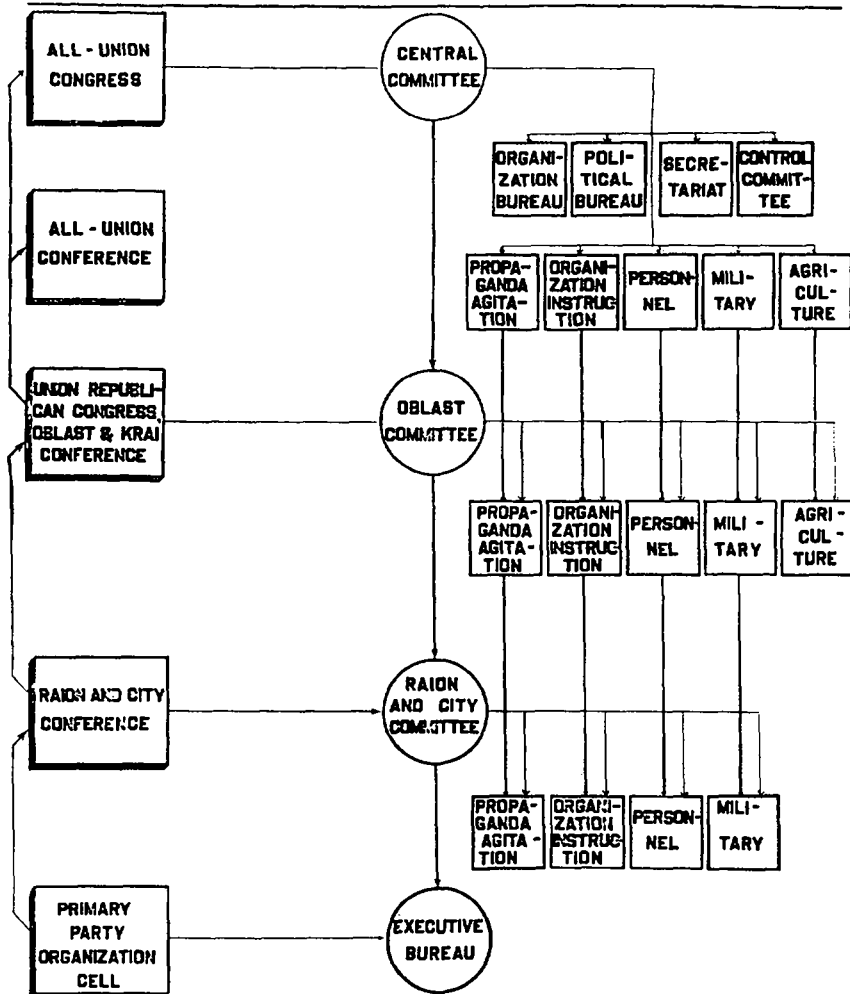 ALL - UNION
CONGRESS
CENTRAL
COMMITTEE
ORGANI-
ZATION
BUREAU
POLI-
TICAL
BUREAU
SECRE-
TARIAT
CONTROL
COMMIT-
TEE
ALL - UNION
CONFERENCE
PROPA-
GANDA
AGITA-
TION
ORGANI-
ZATION
INSTRUC-
TION
PERSON-
NEL
MILI-
TARY
AGRI-
CUL-
TURE
UNION REPUBLI-
CAN CONGRESS,
OBLAST & KRAI
CONFERENCE
OBLAST
COMMITTEE
PROPA-
GANDA
AGITA-
TION
ORGANI-
ZATION
INSTRUC-
TION
PERSON-
NEL
MILI -
TARY
AGRI-
CUL -
TURE
RAION AND CITY
CONFERENCE
RAION
AND CITY
COMMITTEE
PROPA-
GANDA
AGITA -
TION
ORGANI-
ZATION
INSTRUC-
TION
PERSON-
NEL
MILI-
TARY
PRIMARY
PARTY
ORGANIZATION
CELL
EXECUTIVE
BUREAU